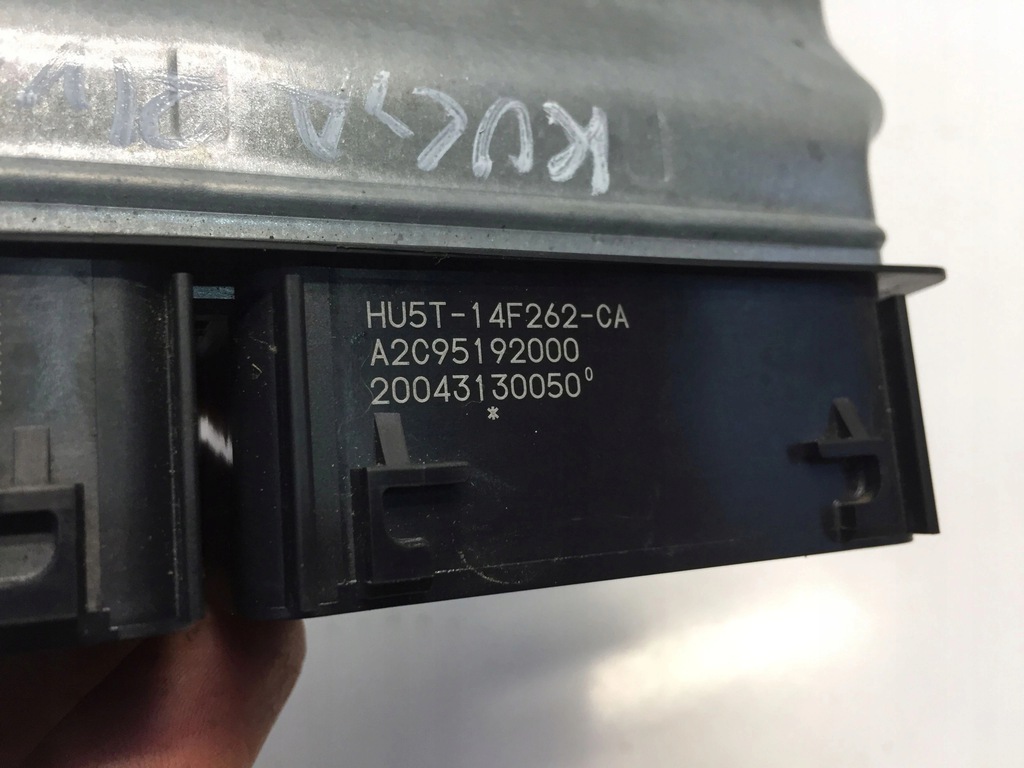 KUGA
HU5T-14F262-CA
A2C95192000
20043130050⁰
*